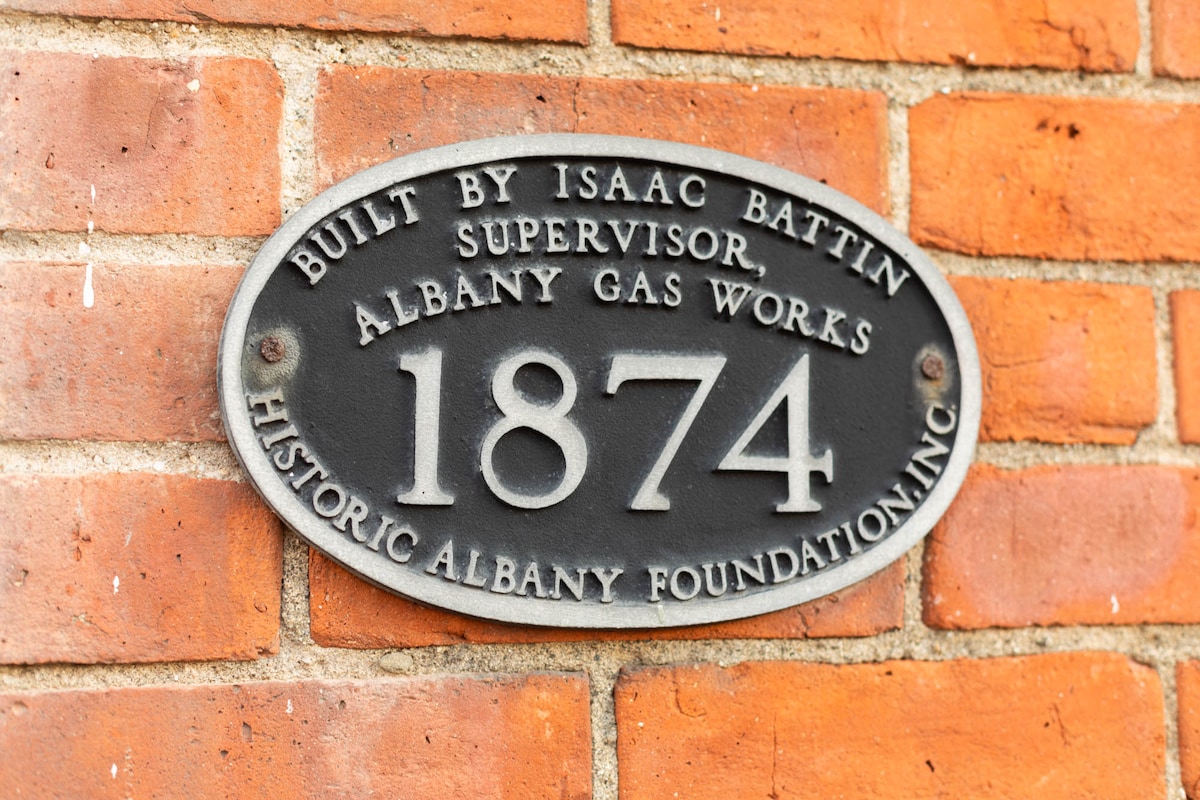 BUILT BY ISAAC BATTIN
SUPERVISOR,
ALBANY GAS WORKS
1874
HISTORIC ALBANY FOUNDATION, INC.